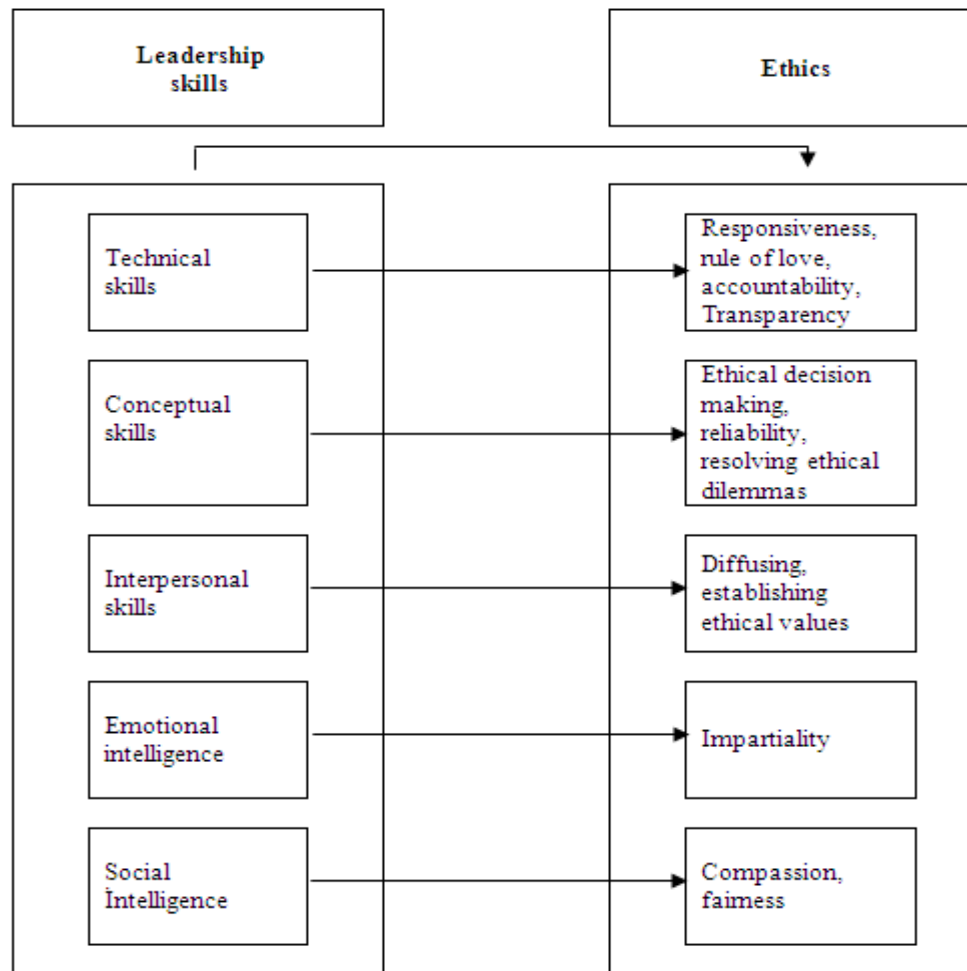 Leadership
skills
Ethics
Technical
skills
Responsiveness,
rule of love,
accountability,
Transparency
Conceptual
skills
Ethical decision
making,
reliability,
resolving ethical
dilemmas
Interpersonal
skills
Diffusing,
establishing
ethical values
Emotional
intelligence
Impartiality
Social
İntelligence
Compassion,
fairness